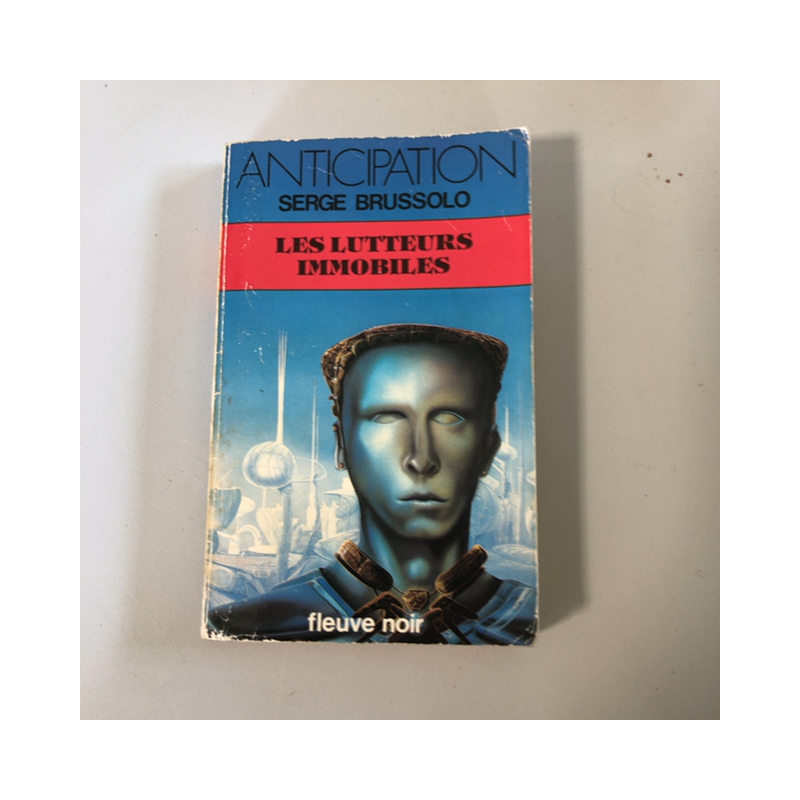 ANTICIPATION
SERGE BRUSSOLO
LES LUTTEURS
IMMOBILES
fleuve noir